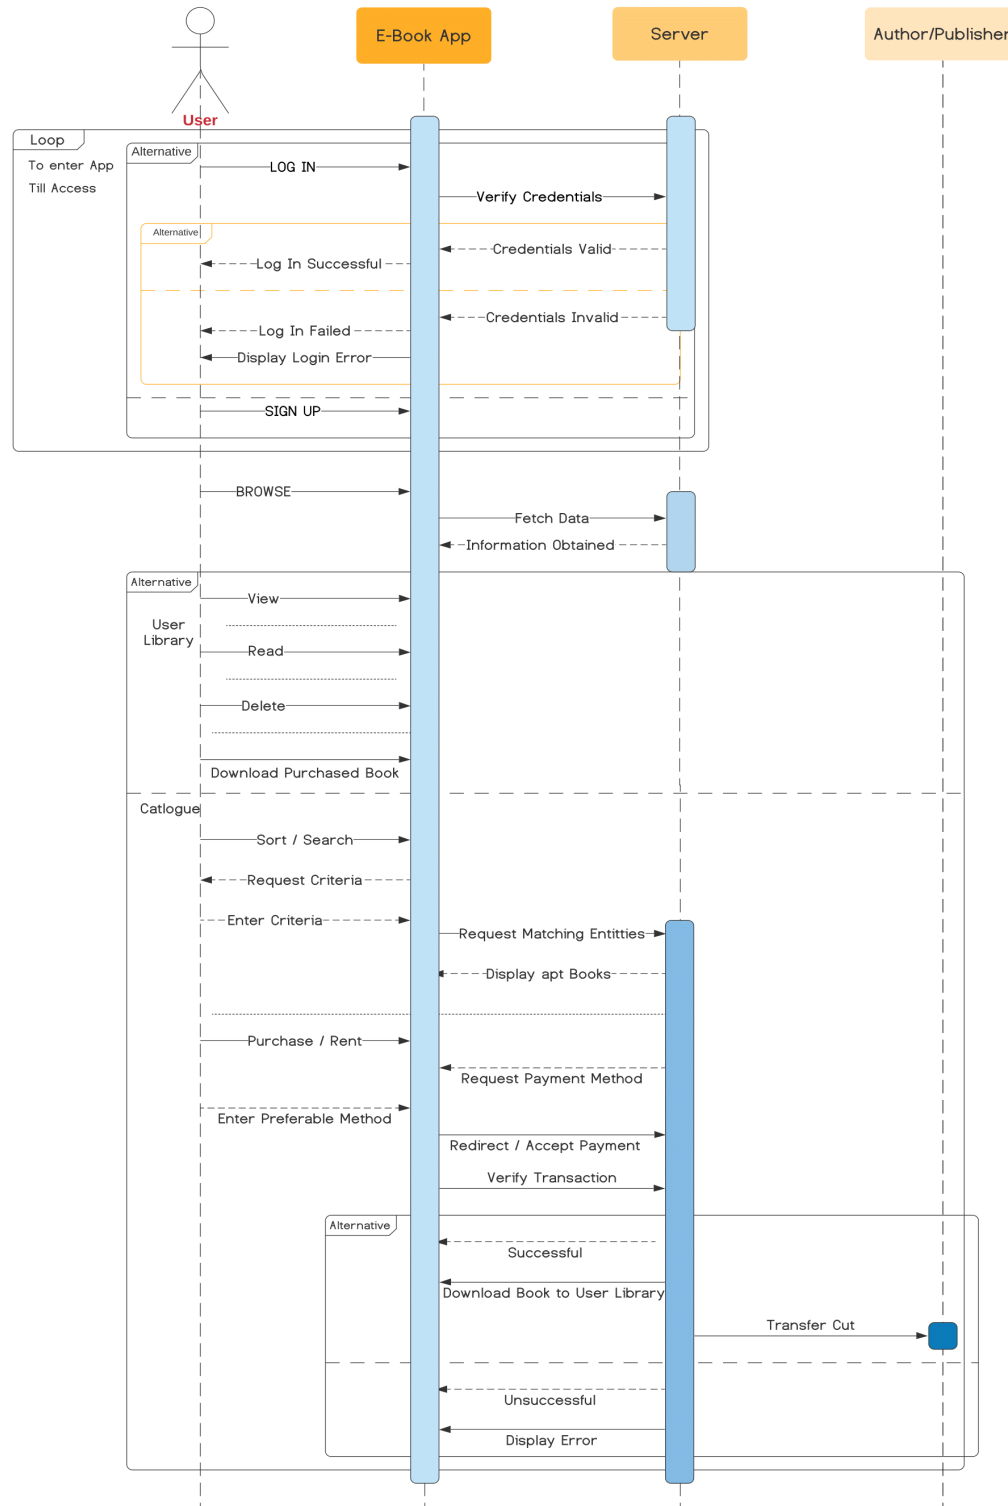 E-Book App
Server
Author/Publisher
User
Loop
To enter App
Till Access
Alternative
LOG IN
Verify Credentials
Alternative
Credentials Valid
Log In Successful
Credentials Invalid
Log In Failed
Display Login Error
SIGN UP
BROWSE
Fetch Data
Information Obtained
Alternative
View
User
Library
Read
Delete
Download Purchased Book
Catlogue
Sort / Search
Request Criteria
Enter Criteria
Request Matching Entitties
Display apt Books
Purchase / Rent
Request Payment Method
Enter Preferable Method
Redirect / Accept Payment
Verify Transaction
Alternative
Successful
Download Book to User Library
Transfer Cut
Unsuccessful
Display Error